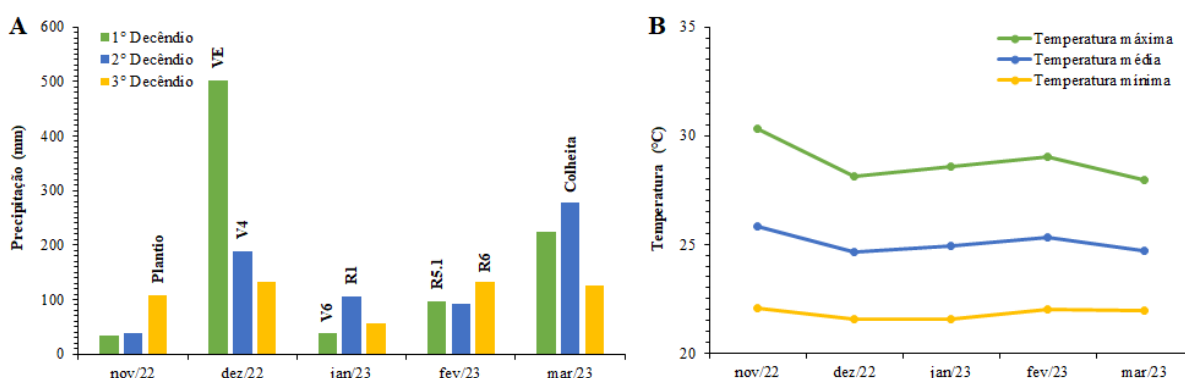 A
Precipitação (mm)
600
500
400
300
200
100
0
1° Decêndio
2° Decêndio
3° Decêndio
Plantio
VE
V4
V6
R1
R5.1
R6
Colheita
nov/22 dez/22 jan/23 fev/23 mar/23
B
Temperatura (°C)
35
30
25
20
Temperatura máxima
Temperatura média
Temperatura mínima
nov/22 dez/22 jan/23 fev/23 mar/23